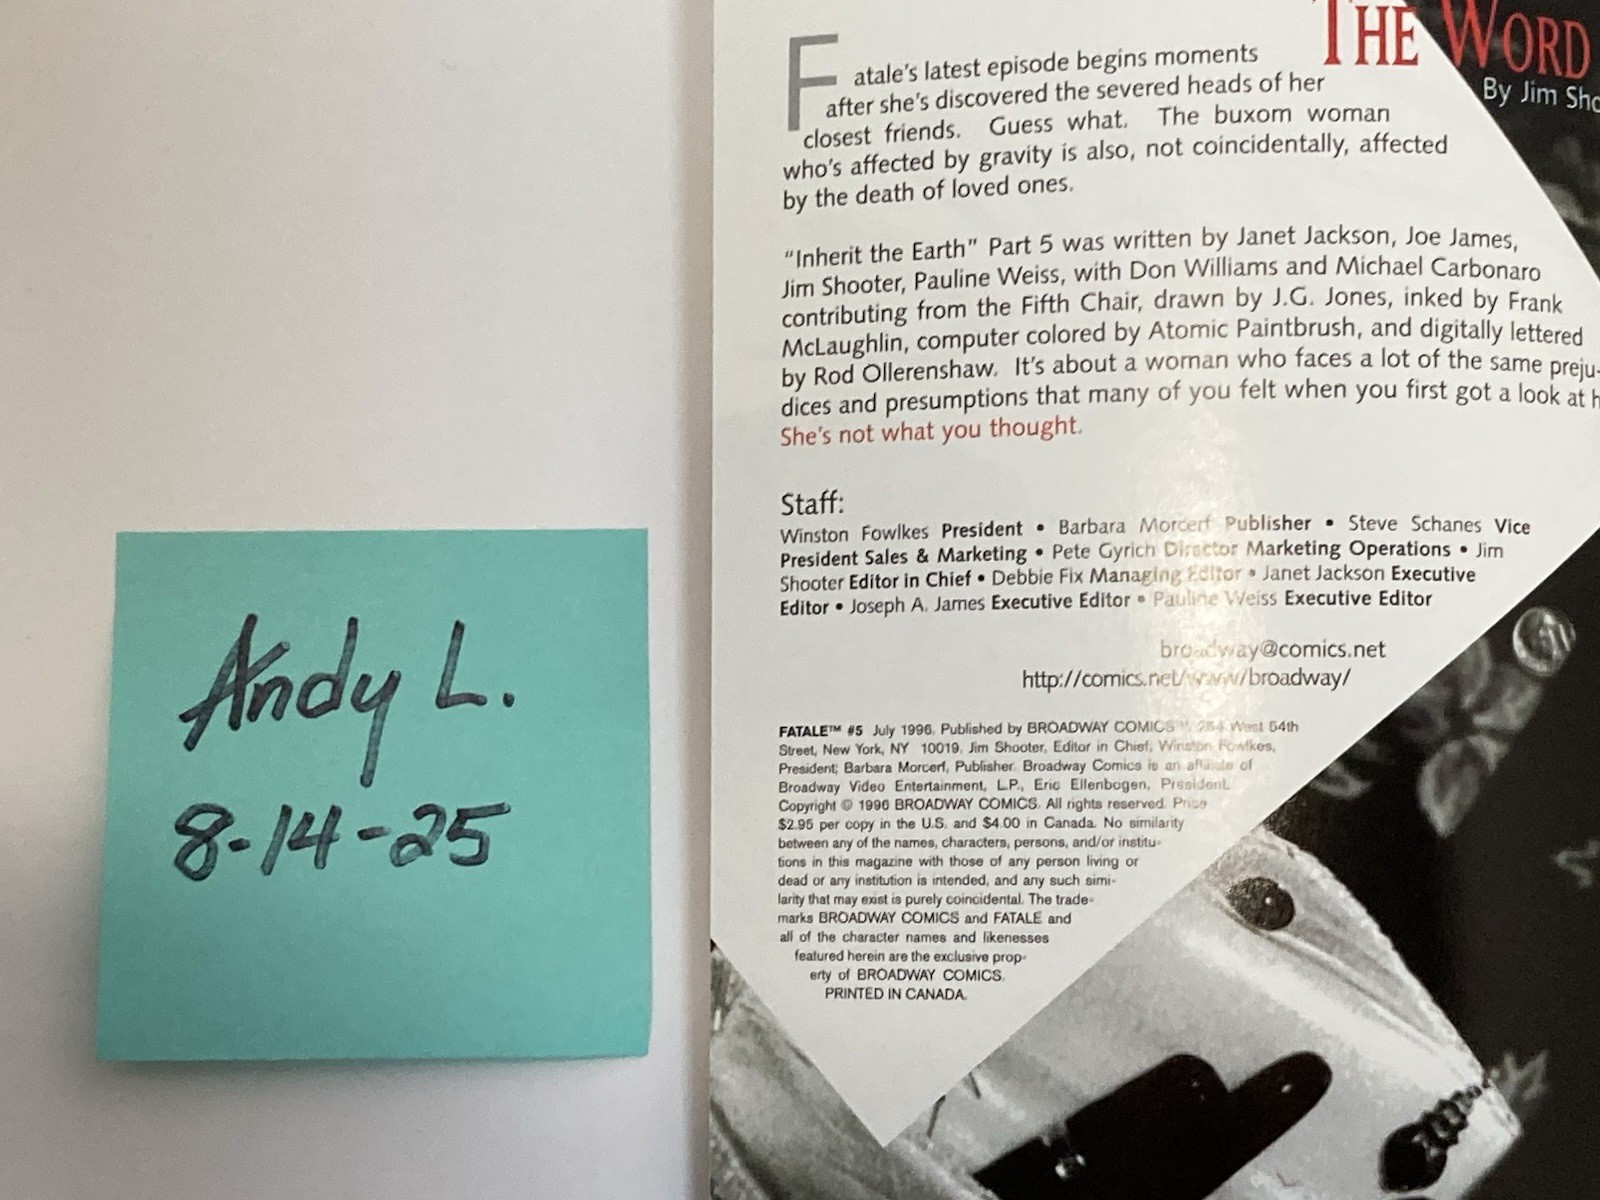 Andy L.
8-14-25
THE WORD
By Jim
Fatale's latest episode begins moments
after she's discovered the severed heads of her
closest friends. Guess what. The buxom woman
who's affected by gravity is also, not coincidentally, affected
by the death of loved ones.
"Inherit the Earth" Part 5 was written by Janet Jackson, Joe James,
Jim Shooter, Pauline Weiss, with Don Williams and Michael Carbonaro
contributing from the Fifth Chair, drawn by J.G. Jones, inked by Frank
McLaughlin, computer colored by Atomic Paintbrush, and digitally lettered
by Rod Ollerenshaw. It's about a woman who faces a lot of the same preju-
dices and presumptions that many of you felt when you first got a look at
She's not what you thought.
Staff:
Winston Fowlkes President • Barbara Morcerf Publisher • Steve Schanes Vice
President Sales & Marketing • Pete Gyrich Director Marketing Operations • Jim
Shooter Editor in Chief • Debbie Fix Managing Editor • Janet Jackson Executive
Editor • Joseph A. James Executive Editor • Pauline Weiss Executive Editor
broadway@comics.net
http://comics.net/www/broadway/
FATALE™ #5 July 1996. Published by BROADWAY COMICS™, 254 West 54th
Street, New York, NY 10019. Jim Shooter, Editor in Chief, Winston Fowlkes,
President; Barbara Morcerf, Publisher. Broadway Comics is an affiliate of
Broadway Video Entertainment, L.P., Eric Ellenbogen, President.
Copyright © 1996 BROADWAY COMICS. All rights reserved. Price
$2.95 per copy in the U.S. and $4.00 in Canada. No similarity
between any of the names, characters, persons, and/or institu-
tions in this magazine with those of any person living or
dead or any institution is intended, and any such simi-
larity that may exist is purely coincidental. The trade-
marks BROADWAY COMICS and FATALE and
all of the character names and likenesses
featured herein are the exclusive prop-
erty of BROADWAY COMICS.
PRINTED IN CANADA.